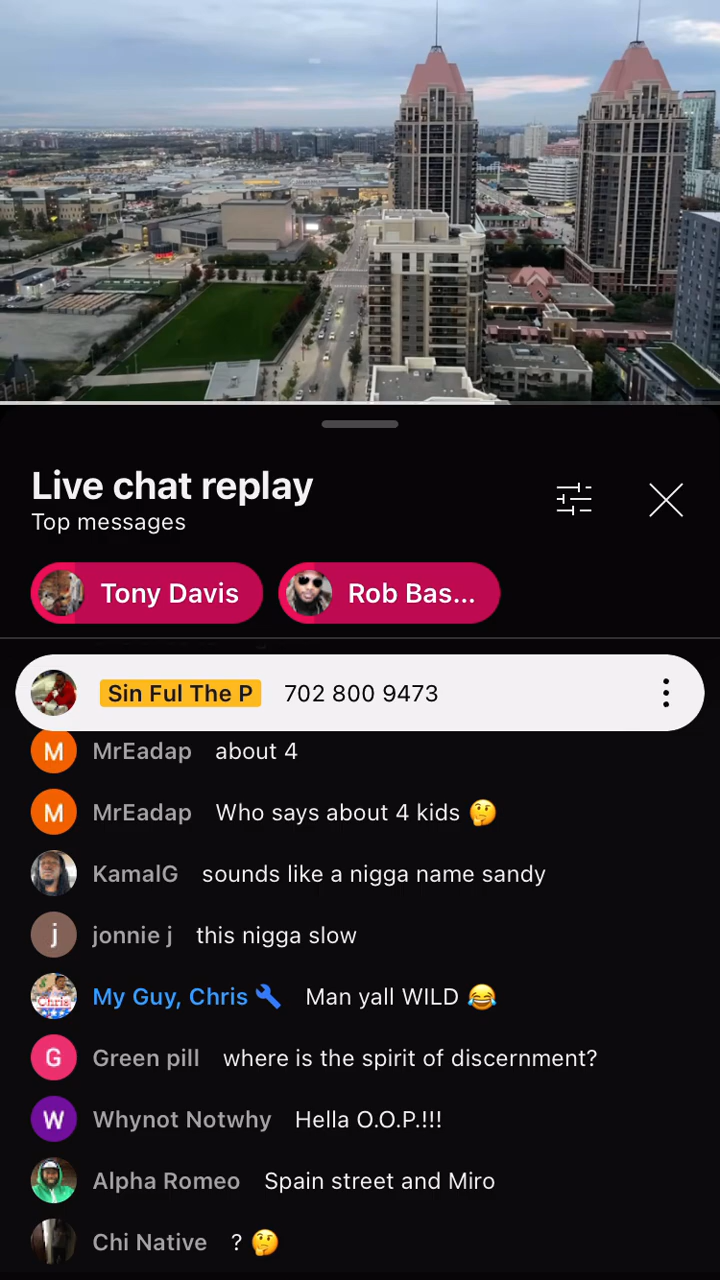 Live chat replay
Top messages
Tony Davis Rob Bas...
Sin Ful The P 702 800 9473
M MrEadap about 4
M MrEadap Who says about 4 kids 🤔
KamalG sounds like a nigga name sandy
j jonnie j this nigga slow
Chris My Guy, Chris 🔧 Man yall WILD 😂
G Green pill where is the spirit of discernment?
W Whynot Notwhy Hella O.O.P.!!!
Alpha Romeo Spain street and Miro
Chi Native ? 🤔